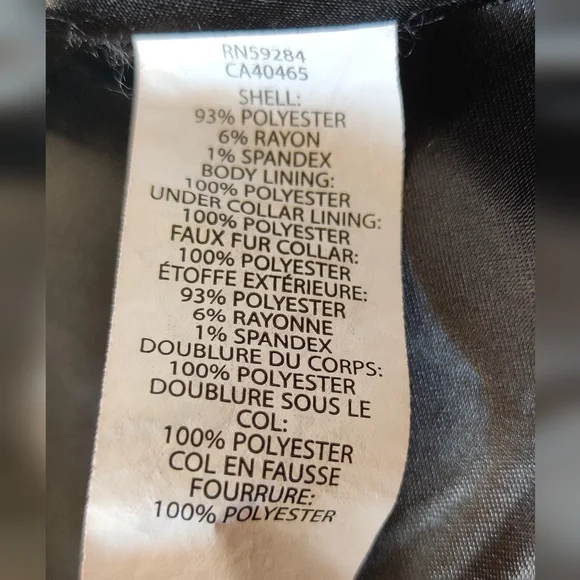 RN59284
CA40465
SHELL:
93% POLYESTER
6% RAYON
1% SPANDEX
BODY LINING:
100% POLYESTER
UNDER COLLAR LINING:
100% POLYESTER
FAUX FUR COLLAR:
100% POLYESTER
ÉTOFFE EXTÉRIEURE:
93% POLYESTER
6% RAYONNE
1% SPANDEX
DOUBLURE DU CORPS:
100% POLYESTER
DOUBLURE SOUS LE
COL:
100% POLYESTER
COL EN FAUSSE
FOURRURE:
100% POLYESTER